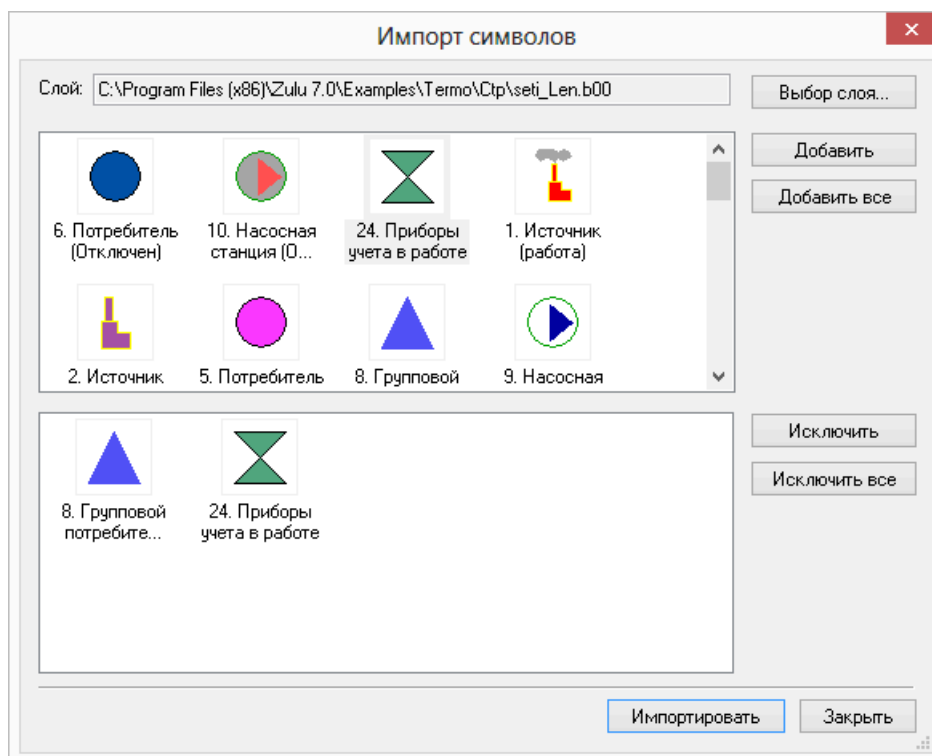 Импорт символов
Слой: C:\Program Files (x86)\Zulu 7.0\Examples\Termo\Ctp\seti_Len.b00
Выбор слоя...
6. Потребитель (Отключен)
10. Насосная станция (О...
24. Приборы учета в работе
1. Источник (работа)
Добавить
Добавить все
2. Источник
5. Потребитель
8. Групповой
9. Насосная
8. Групповой потребите...
24. Приборы учета в работе
Исключить
Исключить все
Импортировать
Закрыть